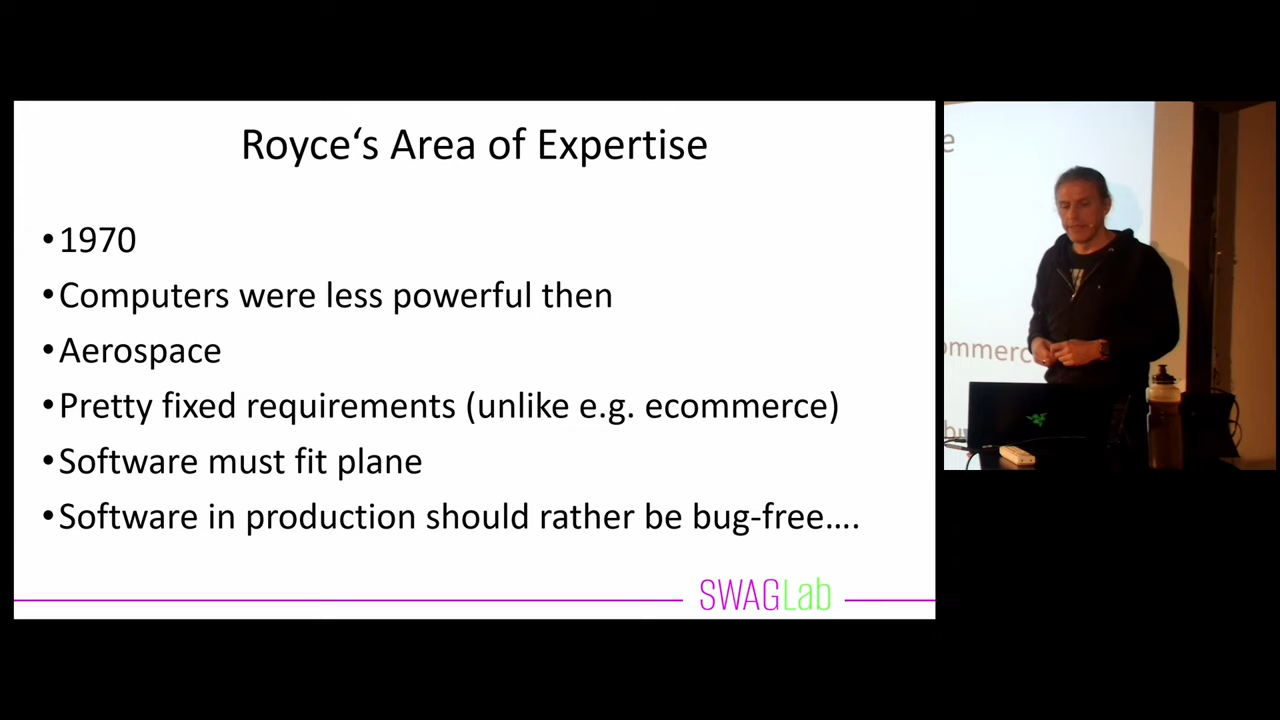 Royce‘s Area of Expertise
•1970
•Computers were less powerful then
•Aerospace
•Pretty fixed requirements (unlike e.g. ecommerce)
•Software must fit plane
•Software in production should rather be bug-free….
SWAGLab